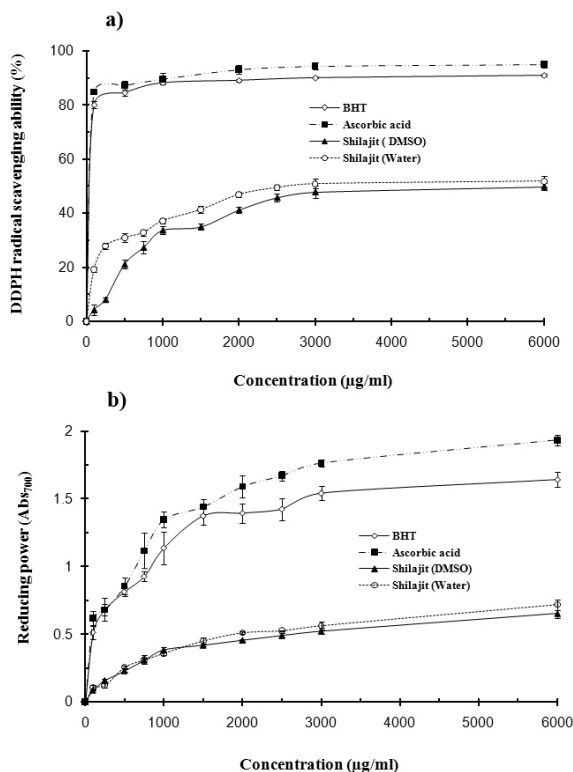 a)
DDPH radical scavenging ability (%)
100
80
60
40
20
0
BHT
Ascorbic acid
Shilajit ( DMSO)
Shilajit (Water)
0 1000 2000 3000 4000 5000 6000
Concentration (µg/ml)
b)
Reducing power (Abs700)
2
1.5
1
0.5
0
BHT
Ascorbic acid
Shilajit (DMSO)
Shilajit (Water)
0 1000 2000 3000 4000 5000 6000
Concentration (µg/ml)